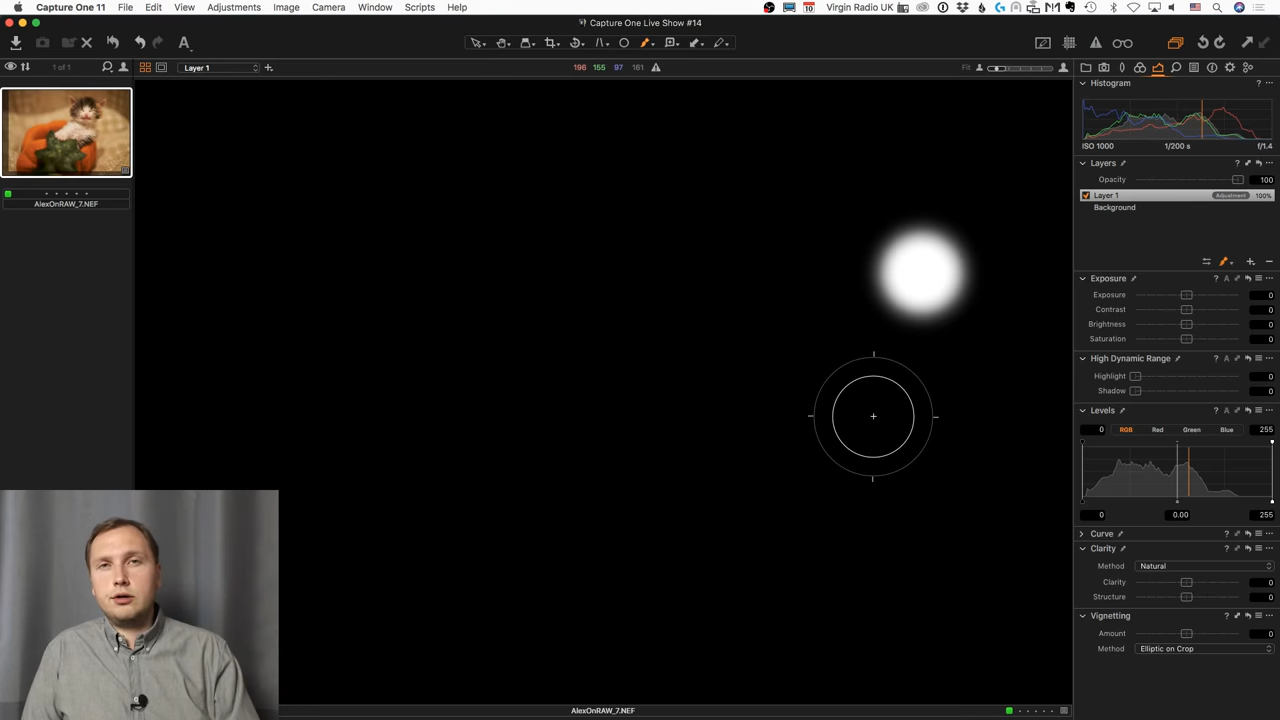 Capture One 11 File Edit View Adjustments Image Camera Window Scripts Help Virgin Radio UK 10
Capture One Live Show #14
A
1 of 1 Layer 1 196 155 97 161 Fit
Histogram ?
ISO 1000 1/200 s f/1.4
Layers ?
Opacity 100
Layer 1 Adjustment 100%
Background
AlexOnRAW_7.NEF
Exposure ? A
Exposure 0
Contrast 0
Brightness 0
Saturation 0
High Dynamic Range ? A
Highlight 0
Shadow 0
Levels ? A
0 RGB Red Green Blue 255
0 0.00 255
Curve ? A
Clarity ?
Method Natural
Clarity 0
Structure 0
Vignetting ?
Amount 0
Method Elliptic on Crop
AlexOnRAW_7.NEF